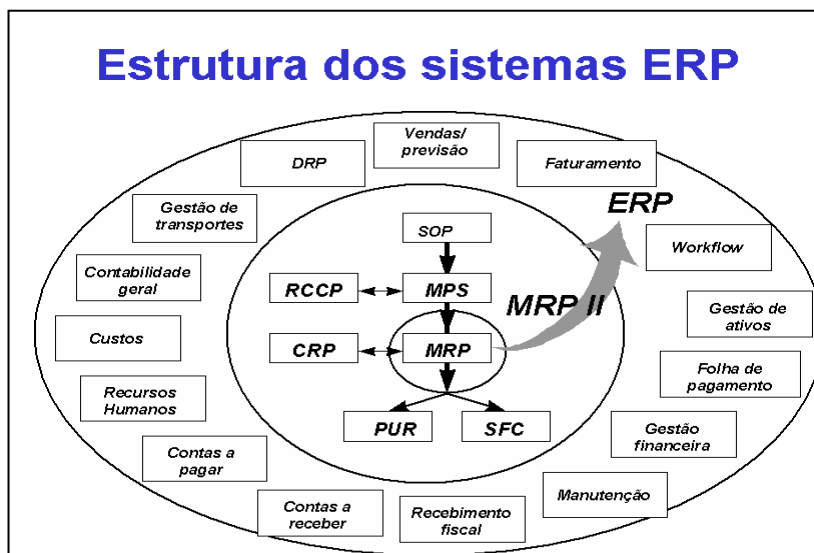 Estrutura dos sistemas ERP
Vendas/
previsão
DRP
Faturamento
Gestão de
transportes
ERP
SOP
Workflow
Contabilidade
geral
RCCP
MPS
MRP II
Gestão de
ativos
Custos
CRP
MRP
Folha de
pagamento
Recursos
Humanos
PUR
SFC
Gestão
financeira
Contas a
pagar
Manutenção
Contas a
receber
Recebimento
fiscal